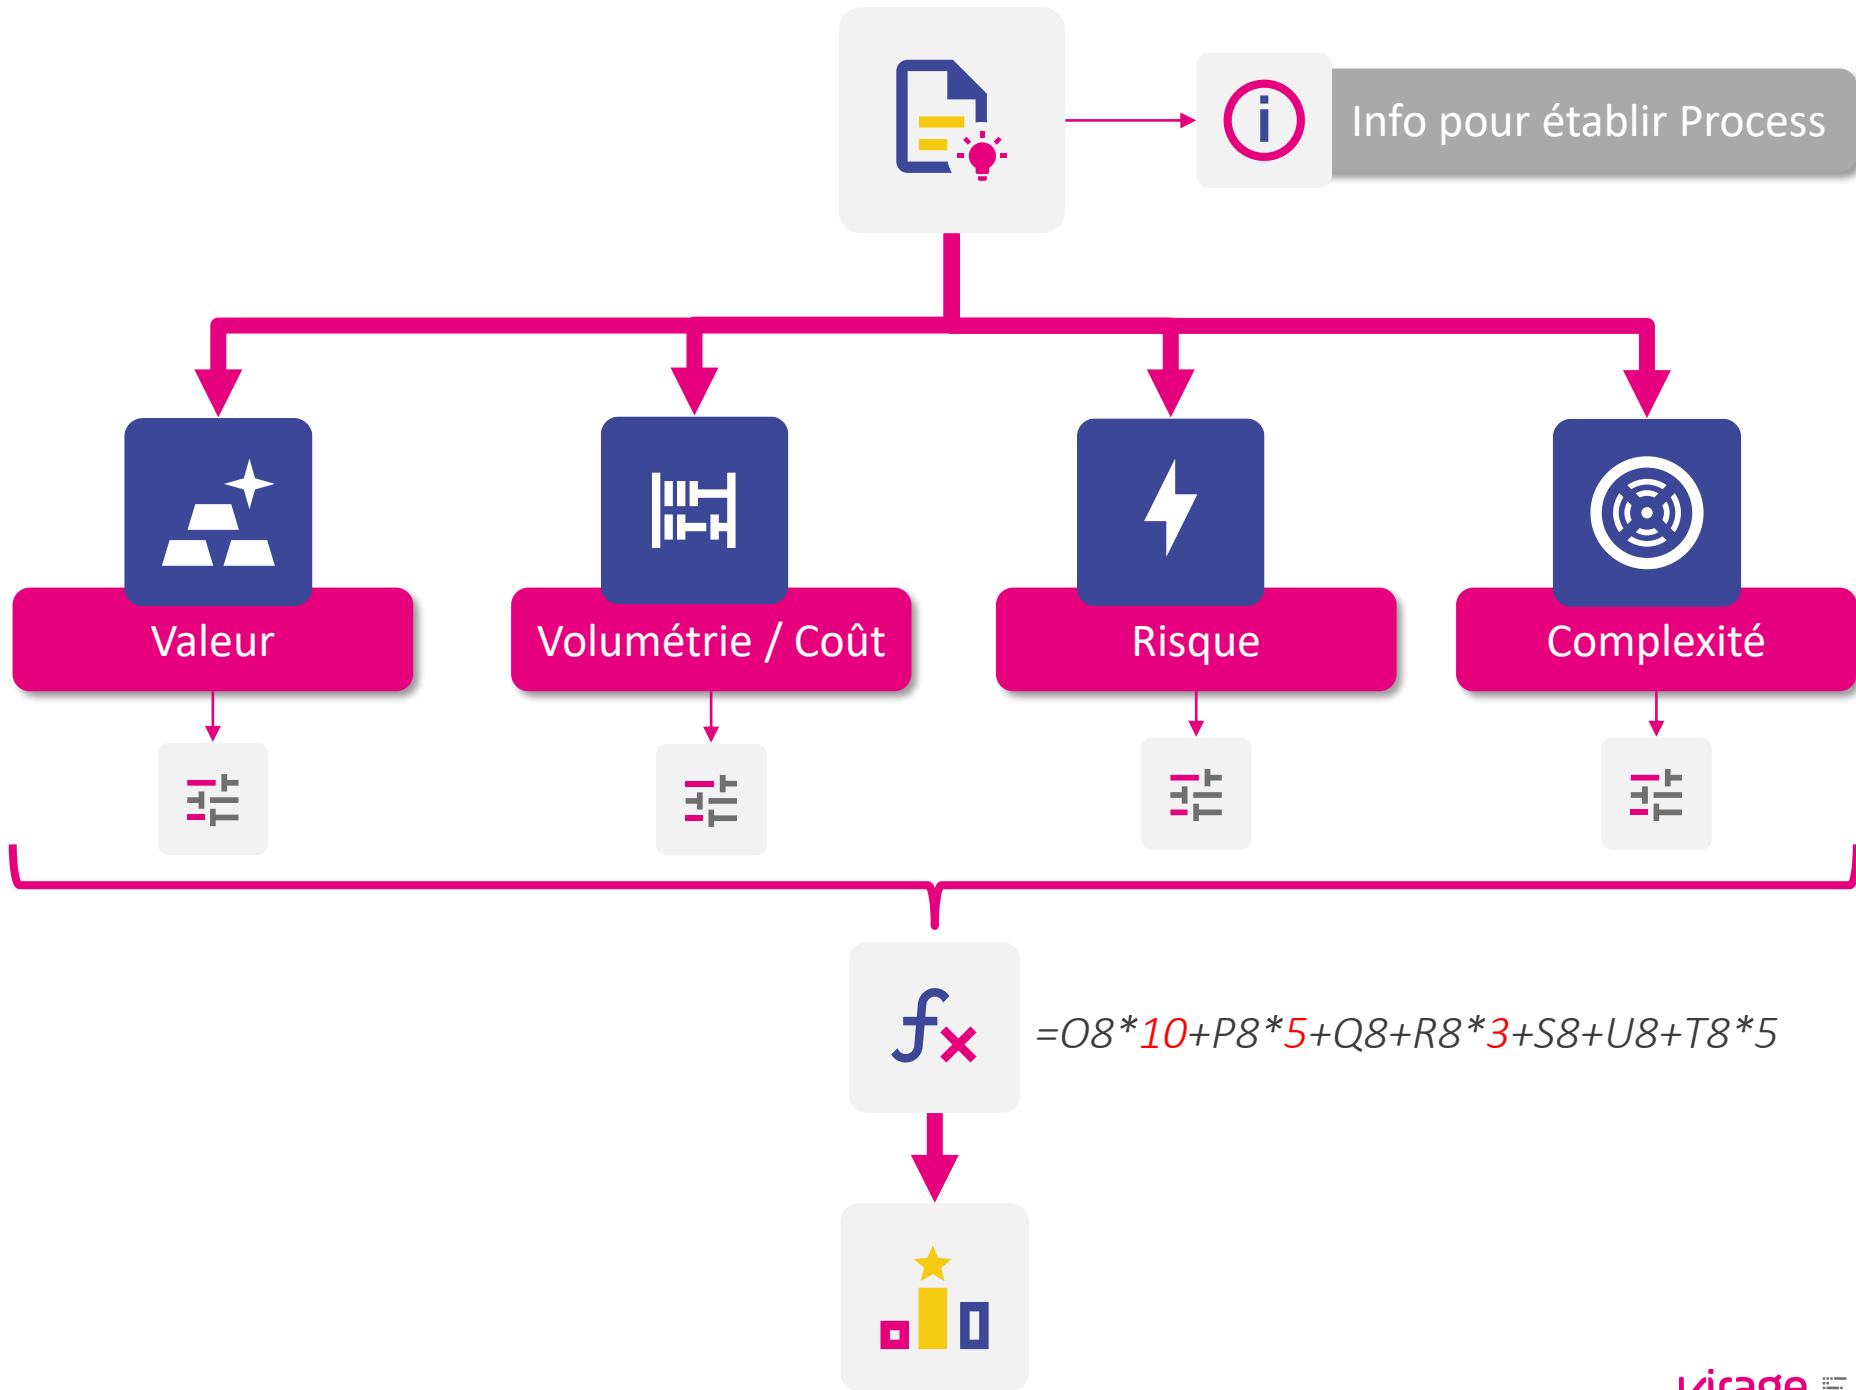 Info pour établir Process
Valeur
Volumétrie / Coût
Risque
Complexité
=O8*10+P8*5+Q8+R8*3+S8+U8+T8*5